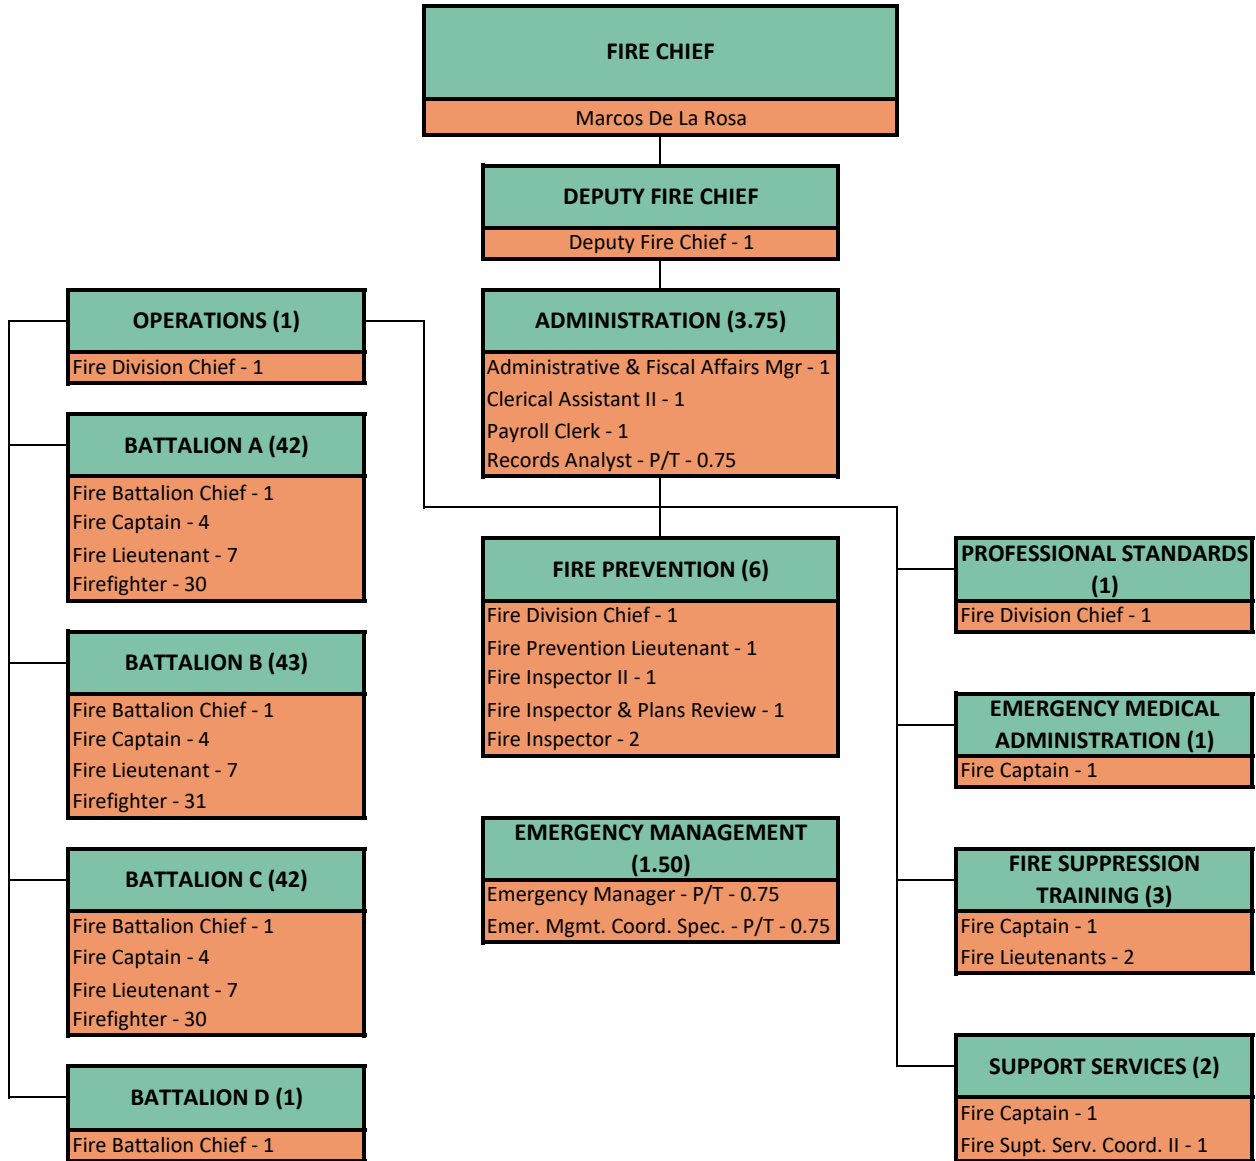 FIRE CHIEF
Marcos De La Rosa
DEPUTY FIRE CHIEF
Deputy Fire Chief - 1
OPERATIONS (1)
Fire Division Chief - 1
BATTALION A (42)
Fire Battalion Chief - 1
Fire Captain - 4
Fire Lieutenant - 7
Firefighter - 30
BATTALION B (43)
Fire Battalion Chief - 1
Fire Captain - 4
Fire Lieutenant - 7
Firefighter - 31
BATTALION C (42)
Fire Battalion Chief - 1
Fire Captain - 4
Fire Lieutenant - 7
Firefighter - 30
BATTALION D (1)
Fire Battalion Chief - 1
ADMINISTRATION (3.75)
Administrative & Fiscal Affairs Mgr - 1
Clerical Assistant II - 1
Payroll Clerk - 1
Records Analyst - P/T - 0.75
FIRE PREVENTION (6)
Fire Division Chief - 1
Fire Prevention Lieutenant - 1
Fire Inspector II - 1
Fire Inspector & Plans Review - 1
Fire Inspector - 2
EMERGENCY MANAGEMENT
(1.50)
Emergency Manager - P/T - 0.75
Emer. Mgmt. Coord. Spec. - P/T - 0.75
PROFESSIONAL STANDARDS
(1)
Fire Division Chief - 1
EMERGENCY MEDICAL
ADMINISTRATION (1)
Fire Captain - 1
FIRE SUPPRESSION
TRAINING (3)
Fire Captain - 1
Fire Lieutenants - 2
SUPPORT SERVICES (2)
Fire Captain - 1
Fire Supt. Serv. Coord. II - 1